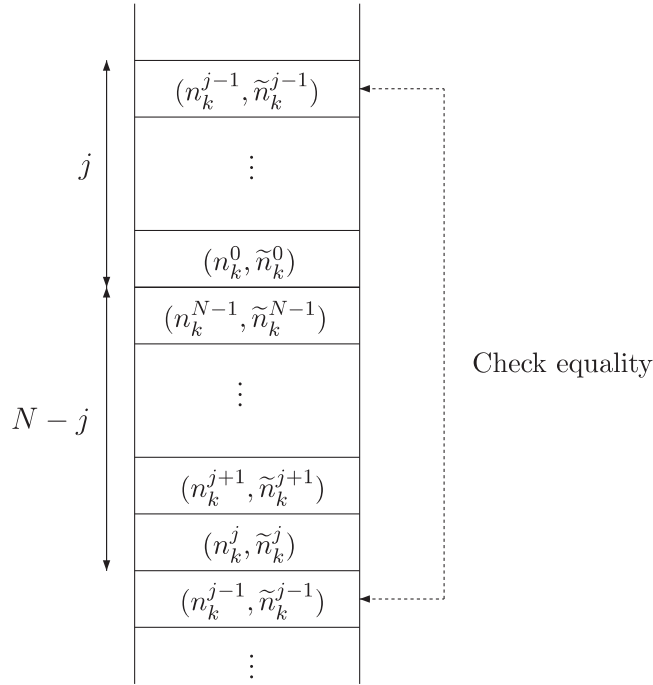 (n_k^{j-1}, ñ_k^{j-1})
j
⋮
(n_k^0, ñ_k^0)
(n_k^{N-1}, ñ_k^{N-1})
Check equality
⋮
N − j
(n_k^{j+1}, ñ_k^{j+1})
(n_k^j, ñ_k^j)
(n_k^{j-1}, ñ_k^{j-1})
⋮